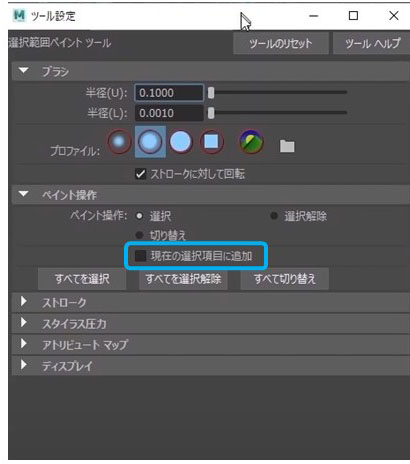 M ツール設定
選択範囲ペイント ツール ツールのリセット ツール ヘルプ
ブラシ
半径(U): 0.1000
半径(L): 0.0010
プロファイル:
ストロークに対して回転
ペイント操作
ペイント操作: 選択 選択解除
切り替え
現在の選択項目に追加
すべてを選択 すべてを選択解除 すべて切り替え
ストローク
スタイラス圧力
アトリビュート マップ
ディスプレイ